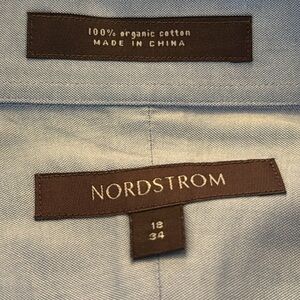 100% organic cotton
MADE IN CHINA
NORDSTROM
18
34